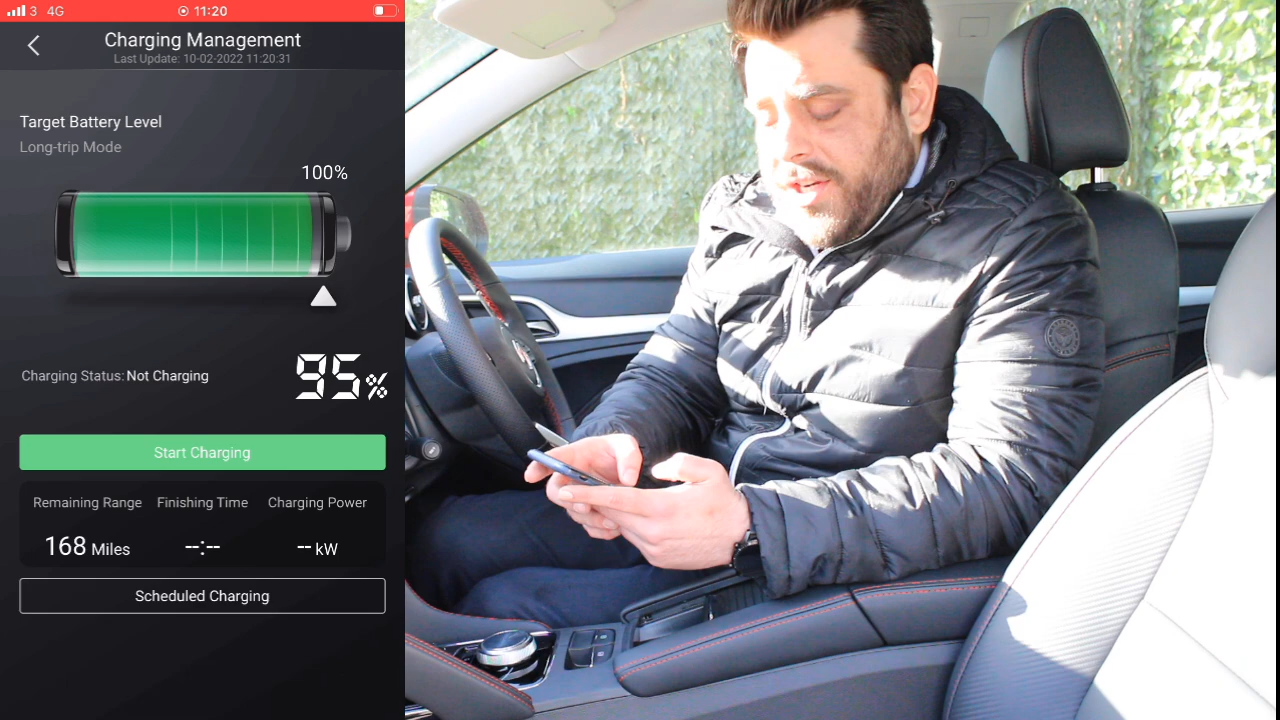 3 4G 11:20
Charging Management
Last Update: 10-02-2022 11:20:31
Target Battery Level
Long-trip Mode
100%
Charging Status: Not Charging
95%
Start Charging
Remaining Range Finishing Time Charging Power
168 Miles --:-- -- kW
Scheduled Charging